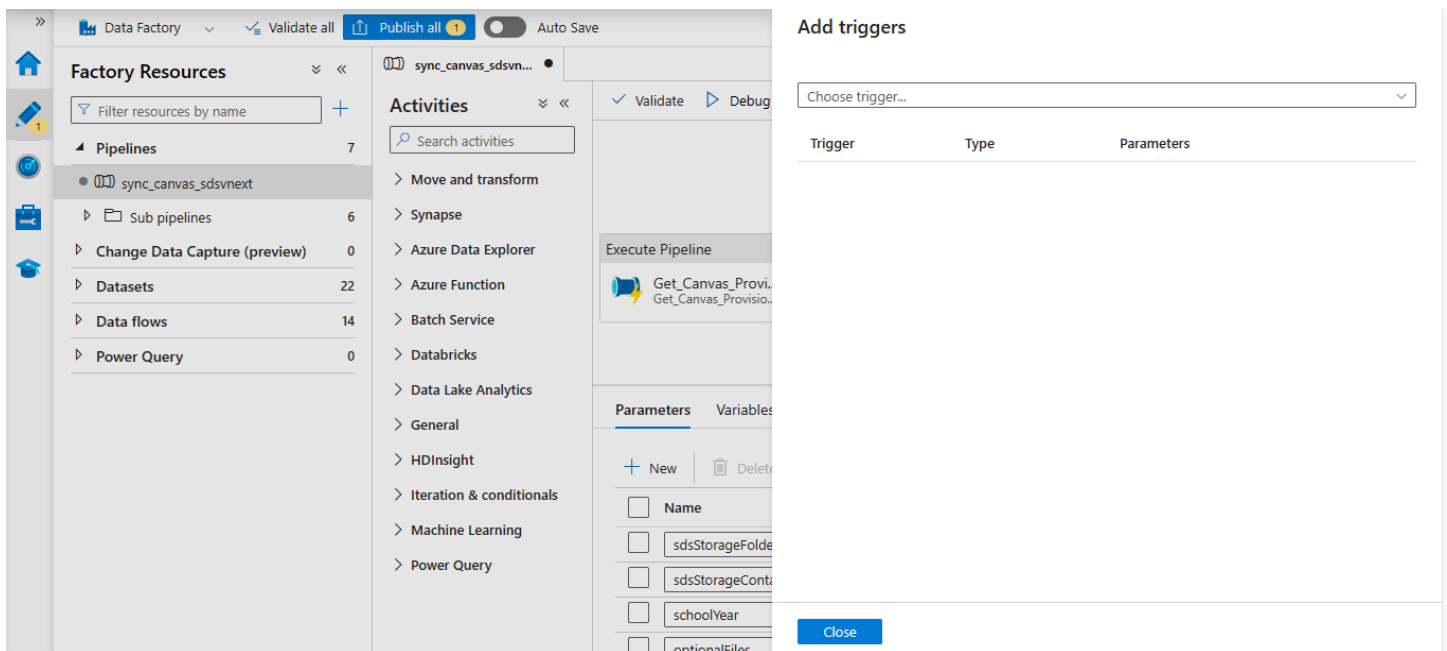 Data Factory
Validate all
Publish all 1
Auto Save
Factory Resources
Filter resources by name
1
Pipelines 7
sync_canvas_sdsvnext
Sub pipelines 6
Change Data Capture (preview) 0
Datasets 22
Data flows 14
Power Query 0
sync_canvas_sdsvn...
Activities
Search activities
Move and transform
Synapse
Azure Data Explorer
Azure Function
Batch Service
Databricks
Data Lake Analytics
General
HDInsight
Iteration & conditionals
Machine Learning
Power Query
Validate Debug
Execute Pipeline
Get_Canvas_Provi...
Get_Canvas_Provisio...
Parameters Variables
New Delete
Name
sdsStorageFolde
sdsStorageConta
schoolYear
optionalFiles
Add triggers
Choose trigger...
Trigger Type Parameters
Close